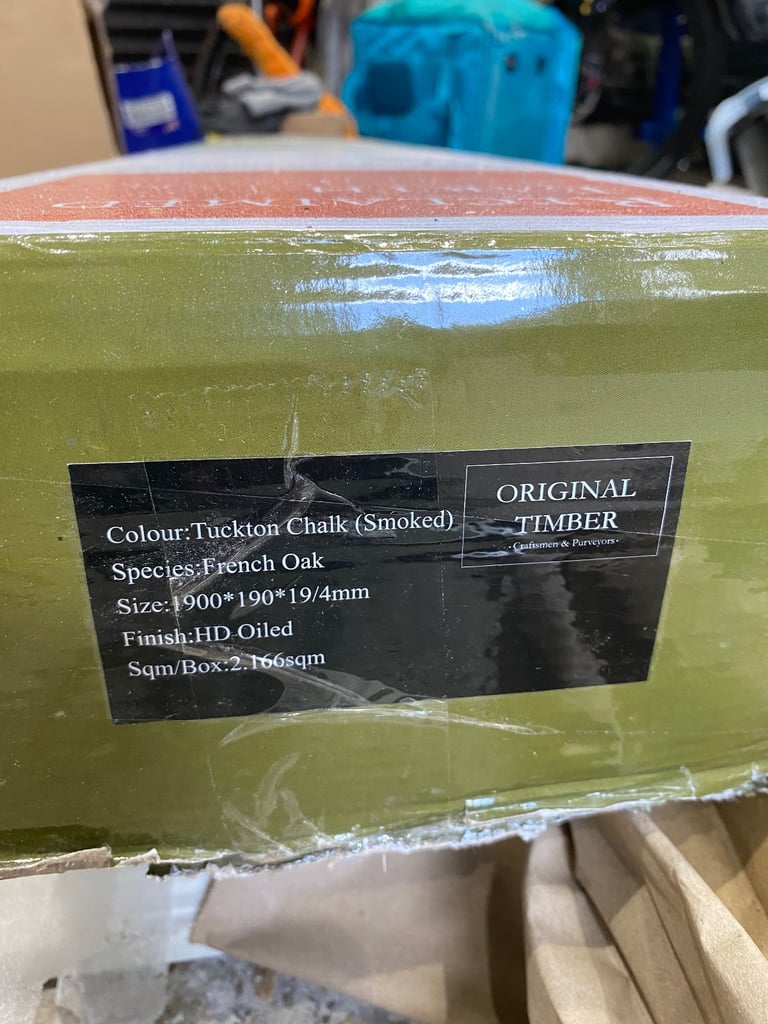 Colour:Tuckton Chalk (Smoked)
Species:French Oak
Size:1900*190*19/4mm
Finish:HD Oiled
Sqm/Box:2.166sqm
ORIGINAL
TIMBER
·Craftsmen & Purveyors·